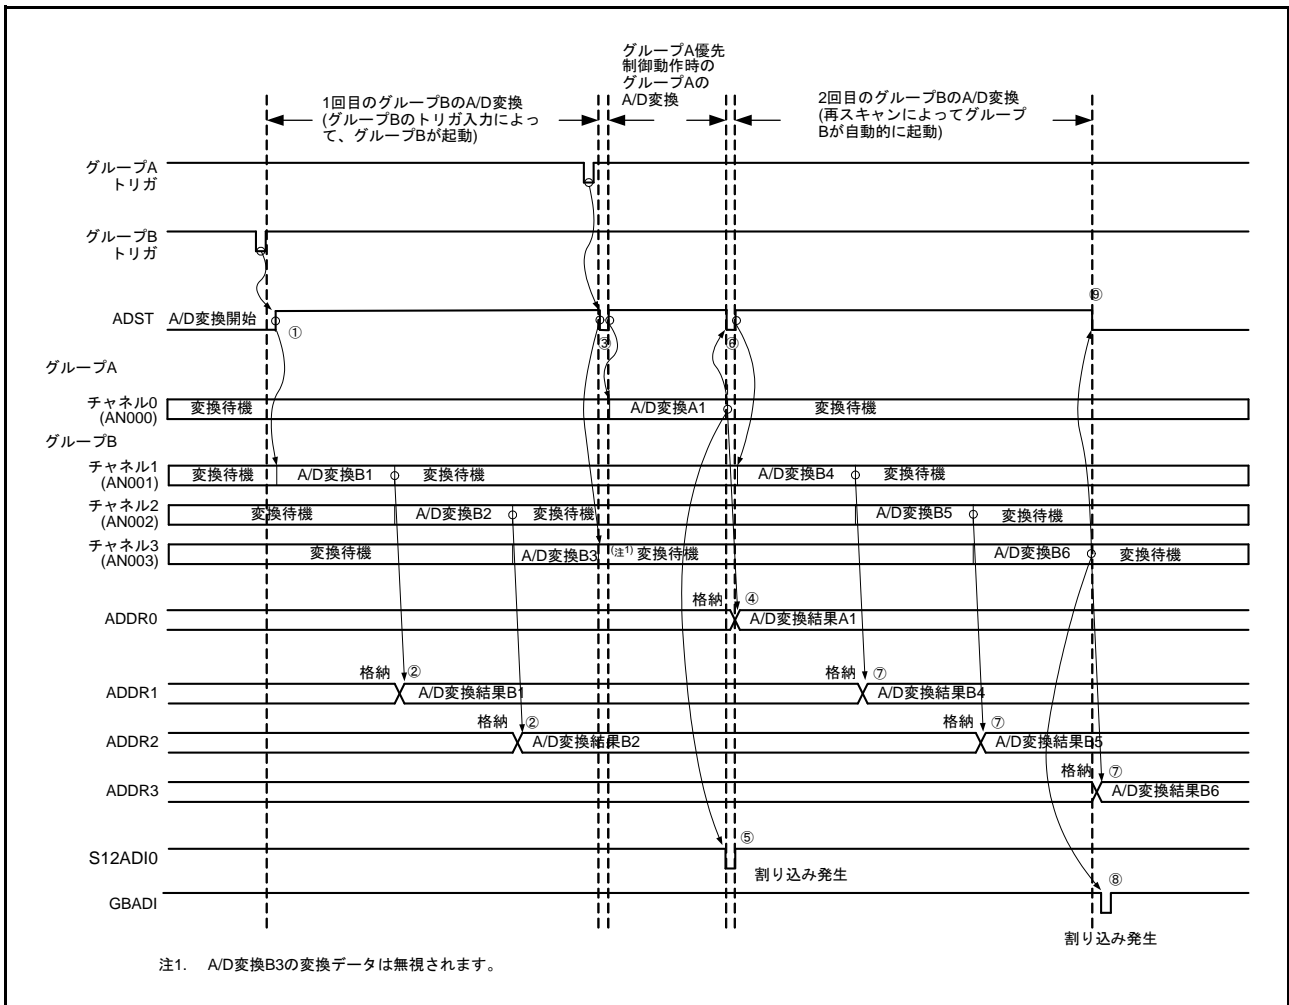 グループA優先
制御動作時の
グループAの
A/D変換
1回目のグループBのA/D変換
(グループBのトリガ入力によっ
て、グループBが起動)
2回目のグループBのA/D変換
(再スキャンによってグループ
Bが自動的に起動)
グループA
トリガ
グループB
トリガ
ADST A/D変換開始 ① ③ ⑥ ⑨
グループA
チャネル0
(AN000)
変換待機 A/D変換A1 変換待機
グループB
チャネル1
(AN001)
変換待機 A/D変換B1 変換待機 A/D変換B4 変換待機
チャネル2
(AN002)
変換待機 A/D変換B2 変換待機 A/D変換B5 変換待機
チャネル3
(AN003)
変換待機 A/D変換B3 (注1) 変換待機 A/D変換B6 変換待機
格納 ④
ADDR0 A/D変換結果A1
格納 ② 格納 ⑦
ADDR1 A/D変換結果B1 A/D変換結果B4
格納 ② 格納 ⑦
ADDR2 A/D変換結果B2 A/D変換結果B5
格納 ⑦
ADDR3 A/D変換結果B6
⑤
S12ADI0
割り込み発生
⑧
GBADI
割り込み発生
注1. A/D変換B3の変換データは無視されます。